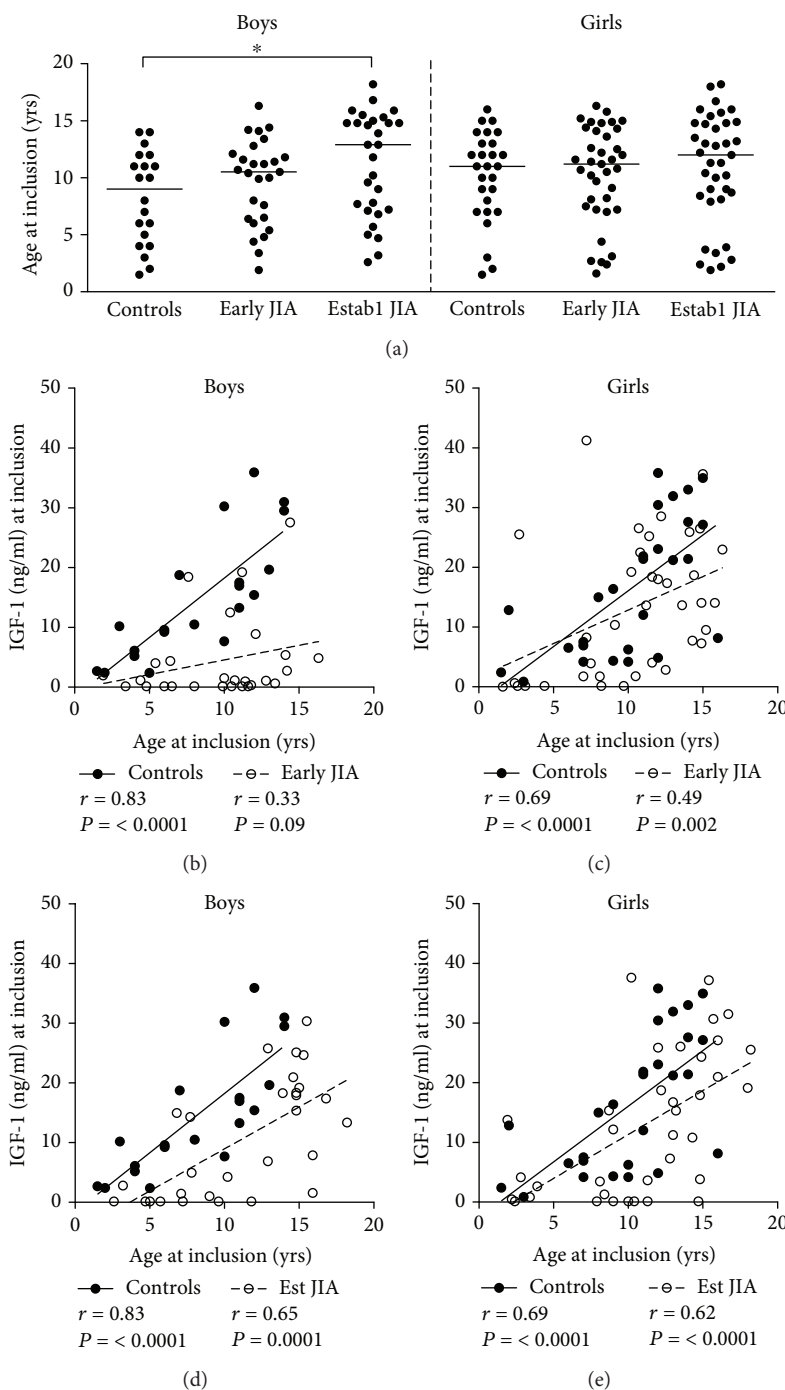 Boys Girls
*
20
15
10
5
0
Age at inclusion (yrs)
Controls Early JIA Estab1 JIA Controls Early JIA Estab1 JIA
(a)
Boys
50
40
30
20
10
0
IGF-1 (ng/ml) at inclusion
0 5 10 15 20
Age at inclusion (yrs)
Controls Early JIA
r = 0.83 r = 0.33
P = < 0.0001 P = 0.09
(b)
Girls
50
40
30
20
10
0
IGF-1 (ng/ml) at inclusion
0 5 10 15 20
Age at inclusion (yrs)
Controls Early JIA
r = 0.69 r = 0.49
P = < 0.0001 P = 0.002
(c)
Boys
50
40
30
20
10
0
IGF-1 (ng/ml) at inclusion
0 5 10 15 20
Age at inclusion (yrs)
Controls Est JIA
r = 0.83 r = 0.65
P = < 0.0001 P = 0.0001
(d)
Girls
50
40
30
20
10
0
IGF-1 (ng/ml) at inclusion
0 5 10 15 20
Age at inclusion (yrs)
Controls Est JIA
r = 0.69 r = 0.62
P = < 0.0001 P = < 0.0001
(e)